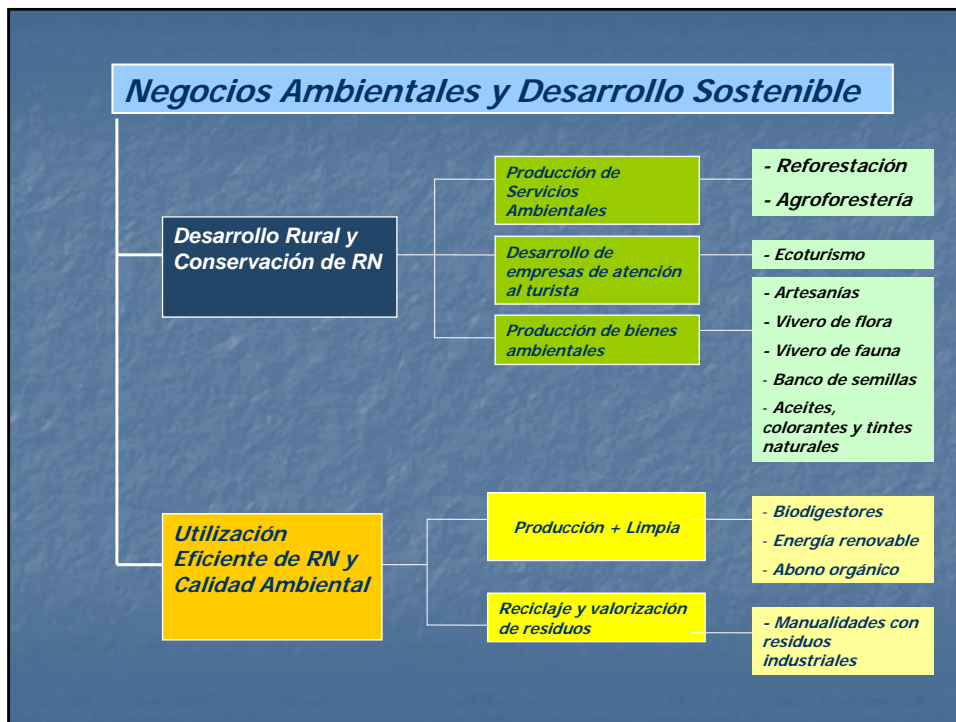 Negocios Ambientales y Desarrollo Sostenible
Desarrollo Rural y
Conservación de RN
Producción de
Servicios
Ambientales
- Reforestación
- Agroforestería
Desarrollo de
empresas de atención
al turista
- Ecoturismo
Producción de bienes
ambientales
- Artesanías
- Vivero de flora
- Vivero de fauna
- Banco de semillas
- Aceites,
colorantes y tintes
naturales
Utilización
Eficiente de RN y
Calidad Ambiental
Producción + Limpia
- Biodigestores
- Energía renovable
- Abono orgánico
Reciclaje y valorización
de residuos
- Manualidades con
residuos
industriales